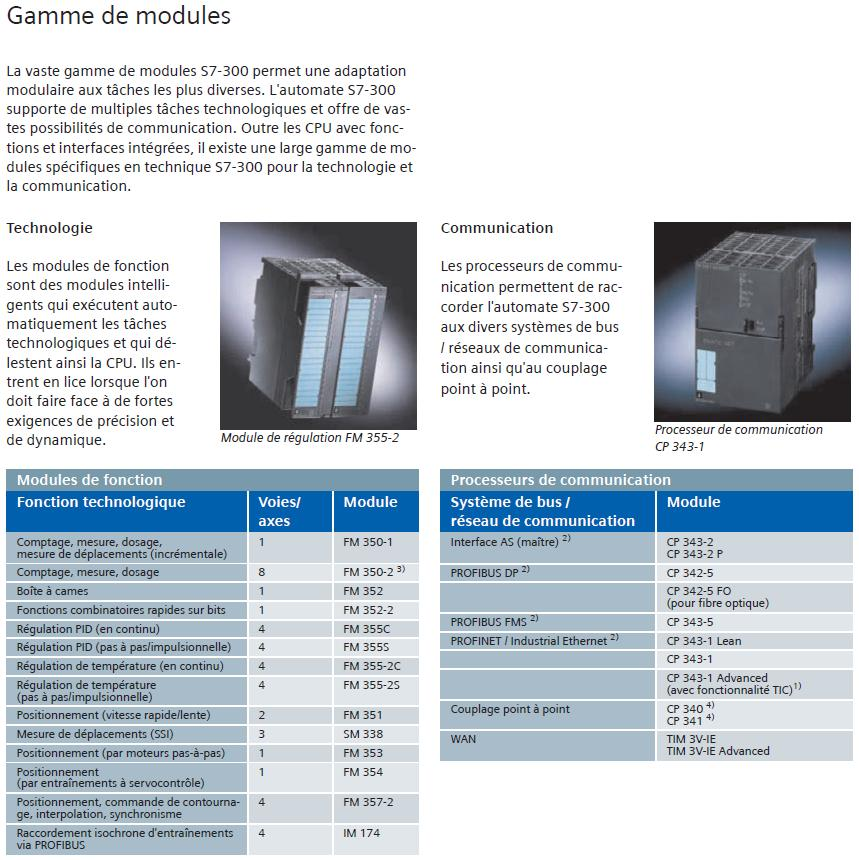 Gamme de modules
La vaste gamme de modules S7-300 permet une adaptation
modulaire aux tâches les plus diverses. L'automate S7-300
supporte de multiples tâches technologiques et offre de vas-
tes possibilités de communication. Outre les CPU avec fonc-
tions et interfaces intégrées, il existe une large gamme de mo-
dules spécifiques en technique S7-300 pour la technologie et
la communication.
Technologie
Les modules de fonction
sont des modules intelli-
gents qui exécutent auto-
matiquement les tâches
technologiques et qui dé-
lestent ainsi la CPU. Ils en-
trent en lice lorsque l'on
doit faire face à de fortes
exigences de précision et
de dynamique.
Module de régulation FM 355-2
Communication
Les processeurs de commu-
nication permettent de rac-
corder l'automate S7-300
aux divers systèmes de bus
/ réseaux de communica-
tion ainsi qu'au couplage
point à point.
Processeur de communication
CP 343-1
Modules de fonction
Fonction technologique Voies/ Module
axes
Comptage, mesure, dosage, 1 FM 350-1
mesure de déplacements (incrémentale)
Comptage, mesure, dosage 8 FM 350-2 3)
Boîte à cames 1 FM 352
Fonctions combinatoires rapides sur bits 1 FM 352-2
Régulation PID (en continu) 4 FM 355C
Régulation PID (pas à pas/impulsionnelle) 4 FM 355S
Régulation de température (en continu) 4 FM 355-2C
Régulation de température 4 FM 355-2S
(pas à pas/impulsionnelle)
Positionnement (vitesse rapide/lente) 2 FM 351
Mesure de déplacements (SSI) 3 SM 338
Positionnement (par moteurs pas-à-pas) 1 FM 353
Positionnement 1 FM 354
(par entraînements à servocontrôle)
Positionnement, commande de contourna- 4 FM 357-2
ge, interpolation, synchronisme
Raccordement isochrone d'entraînements 4 IM 174
via PROFIBUS
Processeurs de communication
Système de bus / Module
réseau de communication
Interface AS (maître) 2) CP 343-2
CP 343-2 P
PROFIBUS DP 2) CP 342-5
CP 342-5 FO
(pour fibre optique)
PROFIBUS FMS 2) CP 343-5
PROFINET / Industrial Ethernet 2) CP 343-1 Lean
CP 343-1
CP 343-1 Advanced
(avec fonctionnalité TIC)1)
Couplage point à point CP 340 4)
CP 341 4)
WAN TIM 3V-IE
TIM 3V-IE Advanced